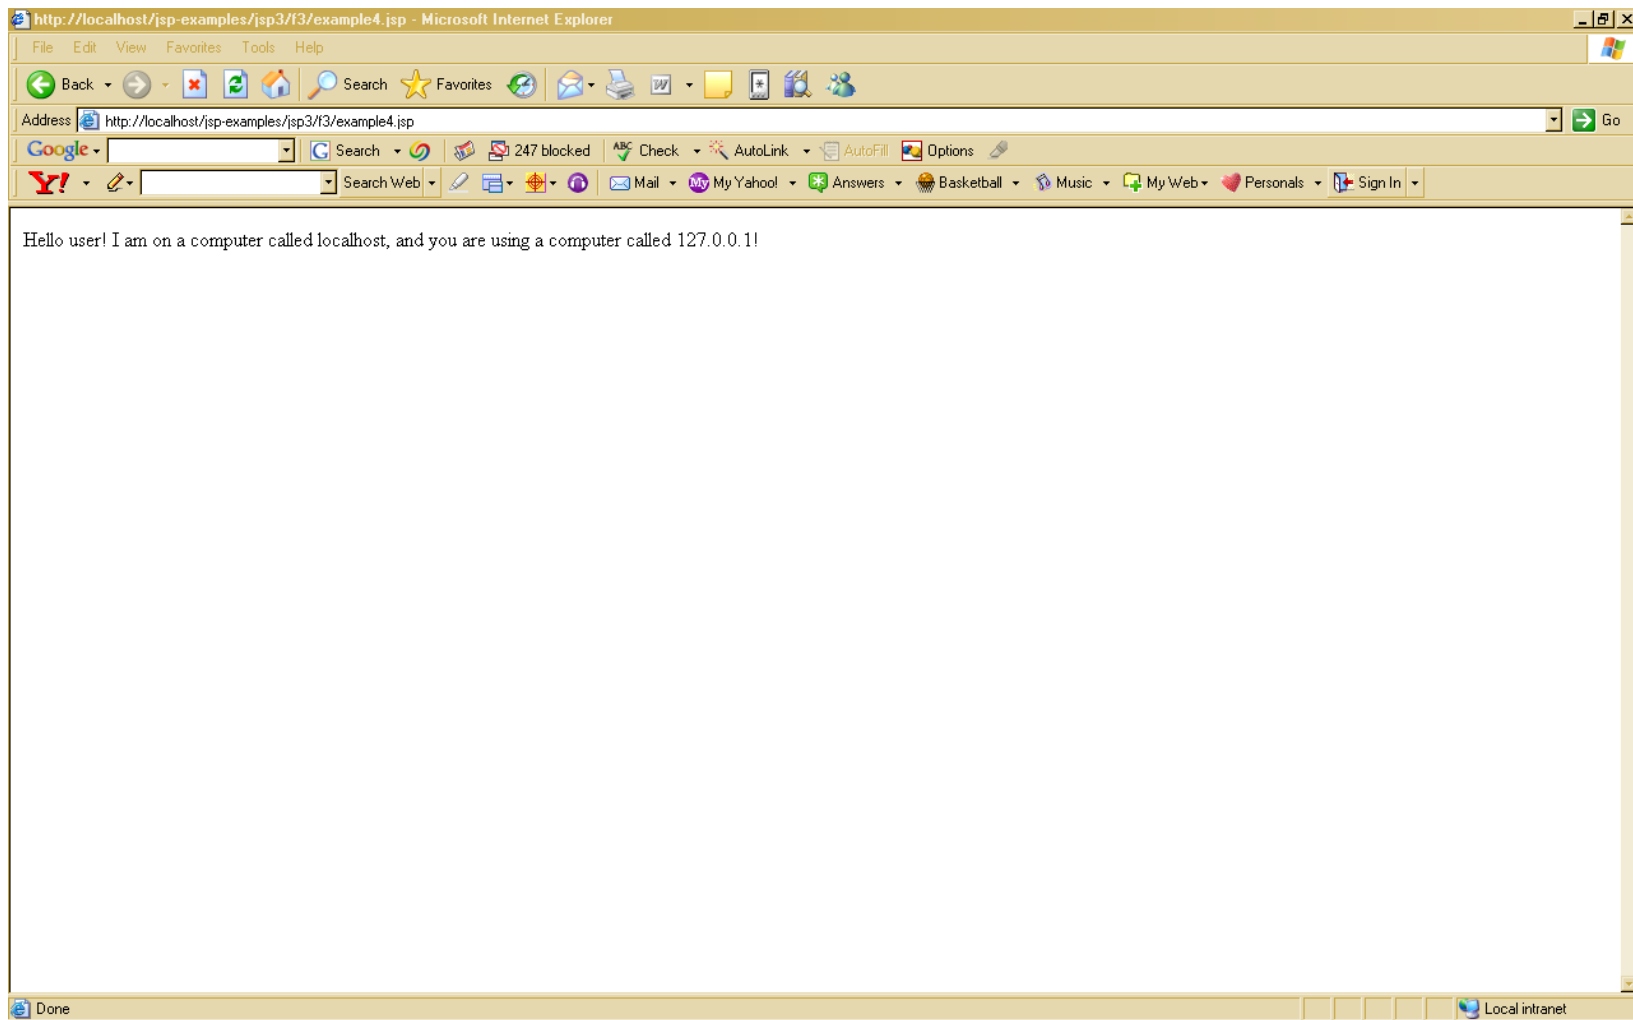 http://localhost/jsp-examples/jsp3/f3/example4.jsp - Microsoft Internet Explorer
File Edit View Favorites Tools Help
Back Search Favorites
Address http://localhost/jsp-examples/jsp3/f3/example4.jsp Go
Google Search 247 blocked ABC Check AutoLink AutoFill Options
Y! Search Web Mail My My Yahoo! Answers Basketball Music My Web Personals Sign In
Hello user! I am on a computer called localhost, and you are using a computer called 127.0.0.1!
Done Local intranet